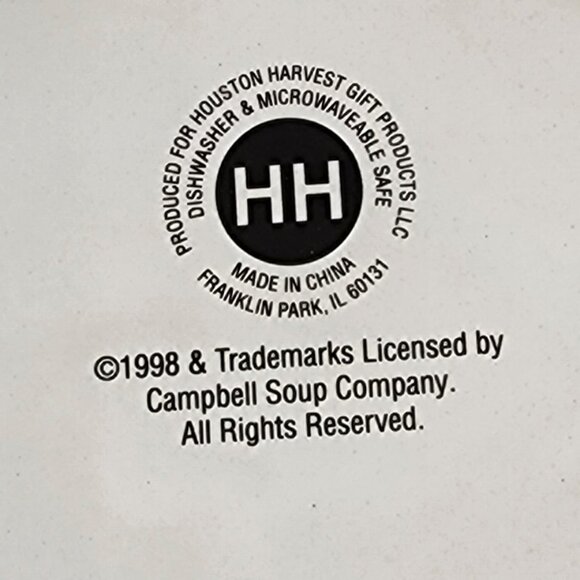 PRODUCED FOR HOUSTON HARVEST GIFT PRODUCTS LLC
DISHWASHER & MICROWAVEABLE SAFE
HH
MADE IN CHINA
FRANKLIN PARK, IL 60131
©1998 & Trademarks Licensed by
Campbell Soup Company.
All Rights Reserved.